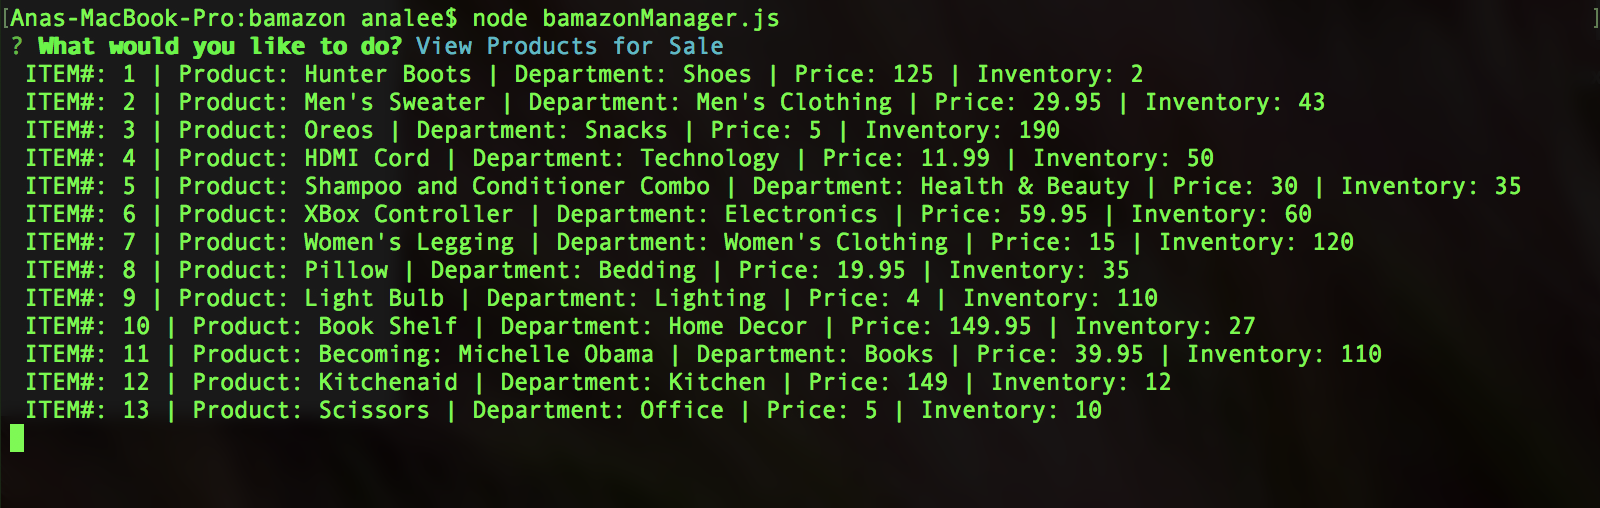 [Anas-MacBook-Pro:bamazon analee$ node bamazonManager.js ]
? What would you like to do? View Products for Sale
ITEM#: 1 | Product: Hunter Boots | Department: Shoes | Price: 125 | Inventory: 2
ITEM#: 2 | Product: Men's Sweater | Department: Men's Clothing | Price: 29.95 | Inventory: 43
ITEM#: 3 | Product: Oreos | Department: Snacks | Price: 5 | Inventory: 190
ITEM#: 4 | Product: HDMI Cord | Department: Technology | Price: 11.99 | Inventory: 50
ITEM#: 5 | Product: Shampoo and Conditioner Combo | Department: Health & Beauty | Price: 30 | Inventory: 35
ITEM#: 6 | Product: XBox Controller | Department: Electronics | Price: 59.95 | Inventory: 60
ITEM#: 7 | Product: Women's Legging | Department: Women's Clothing | Price: 15 | Inventory: 120
ITEM#: 8 | Product: Pillow | Department: Bedding | Price: 19.95 | Inventory: 35
ITEM#: 9 | Product: Light Bulb | Department: Lighting | Price: 4 | Inventory: 110
ITEM#: 10 | Product: Book Shelf | Department: Home Decor | Price: 149.95 | Inventory: 27
ITEM#: 11 | Product: Becoming: Michelle Obama | Department: Books | Price: 39.95 | Inventory: 110
ITEM#: 12 | Product: Kitchenaid | Department: Kitchen | Price: 149 | Inventory: 12
ITEM#: 13 | Product: Scissors | Department: Office | Price: 5 | Inventory: 10